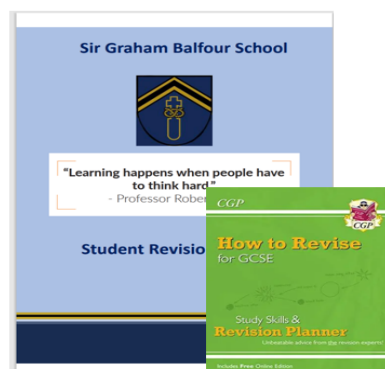 Sir Graham Balfour School
“Learning happens when people have
to think hard”
- Professor Rober
Student Revisio
CGP
CGP
How to Revise
for GCSE
Study Skills &
Revision Planner
Unbeatable advice from the revision experts!
Includes Free Online Edition